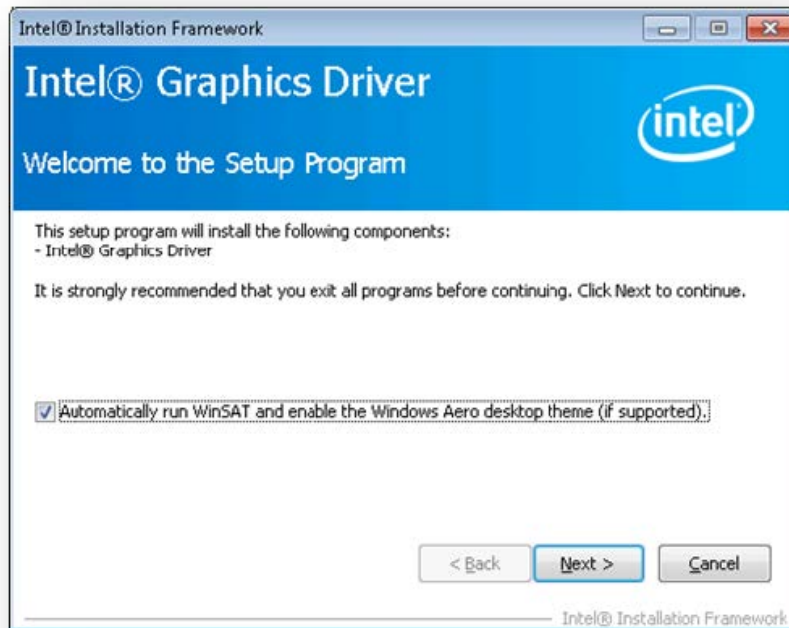 Intel® Installation Framework
Intel® Graphics Driver
intel
Welcome to the Setup Program
This setup program will install the following components:
- Intel® Graphics Driver
It is strongly recommended that you exit all programs before continuing. Click Next to continue.
Automatically run WinSAT and enable the Windows Aero desktop theme (if supported).
< Back
Next >
Cancel
Intel® Installation Framework